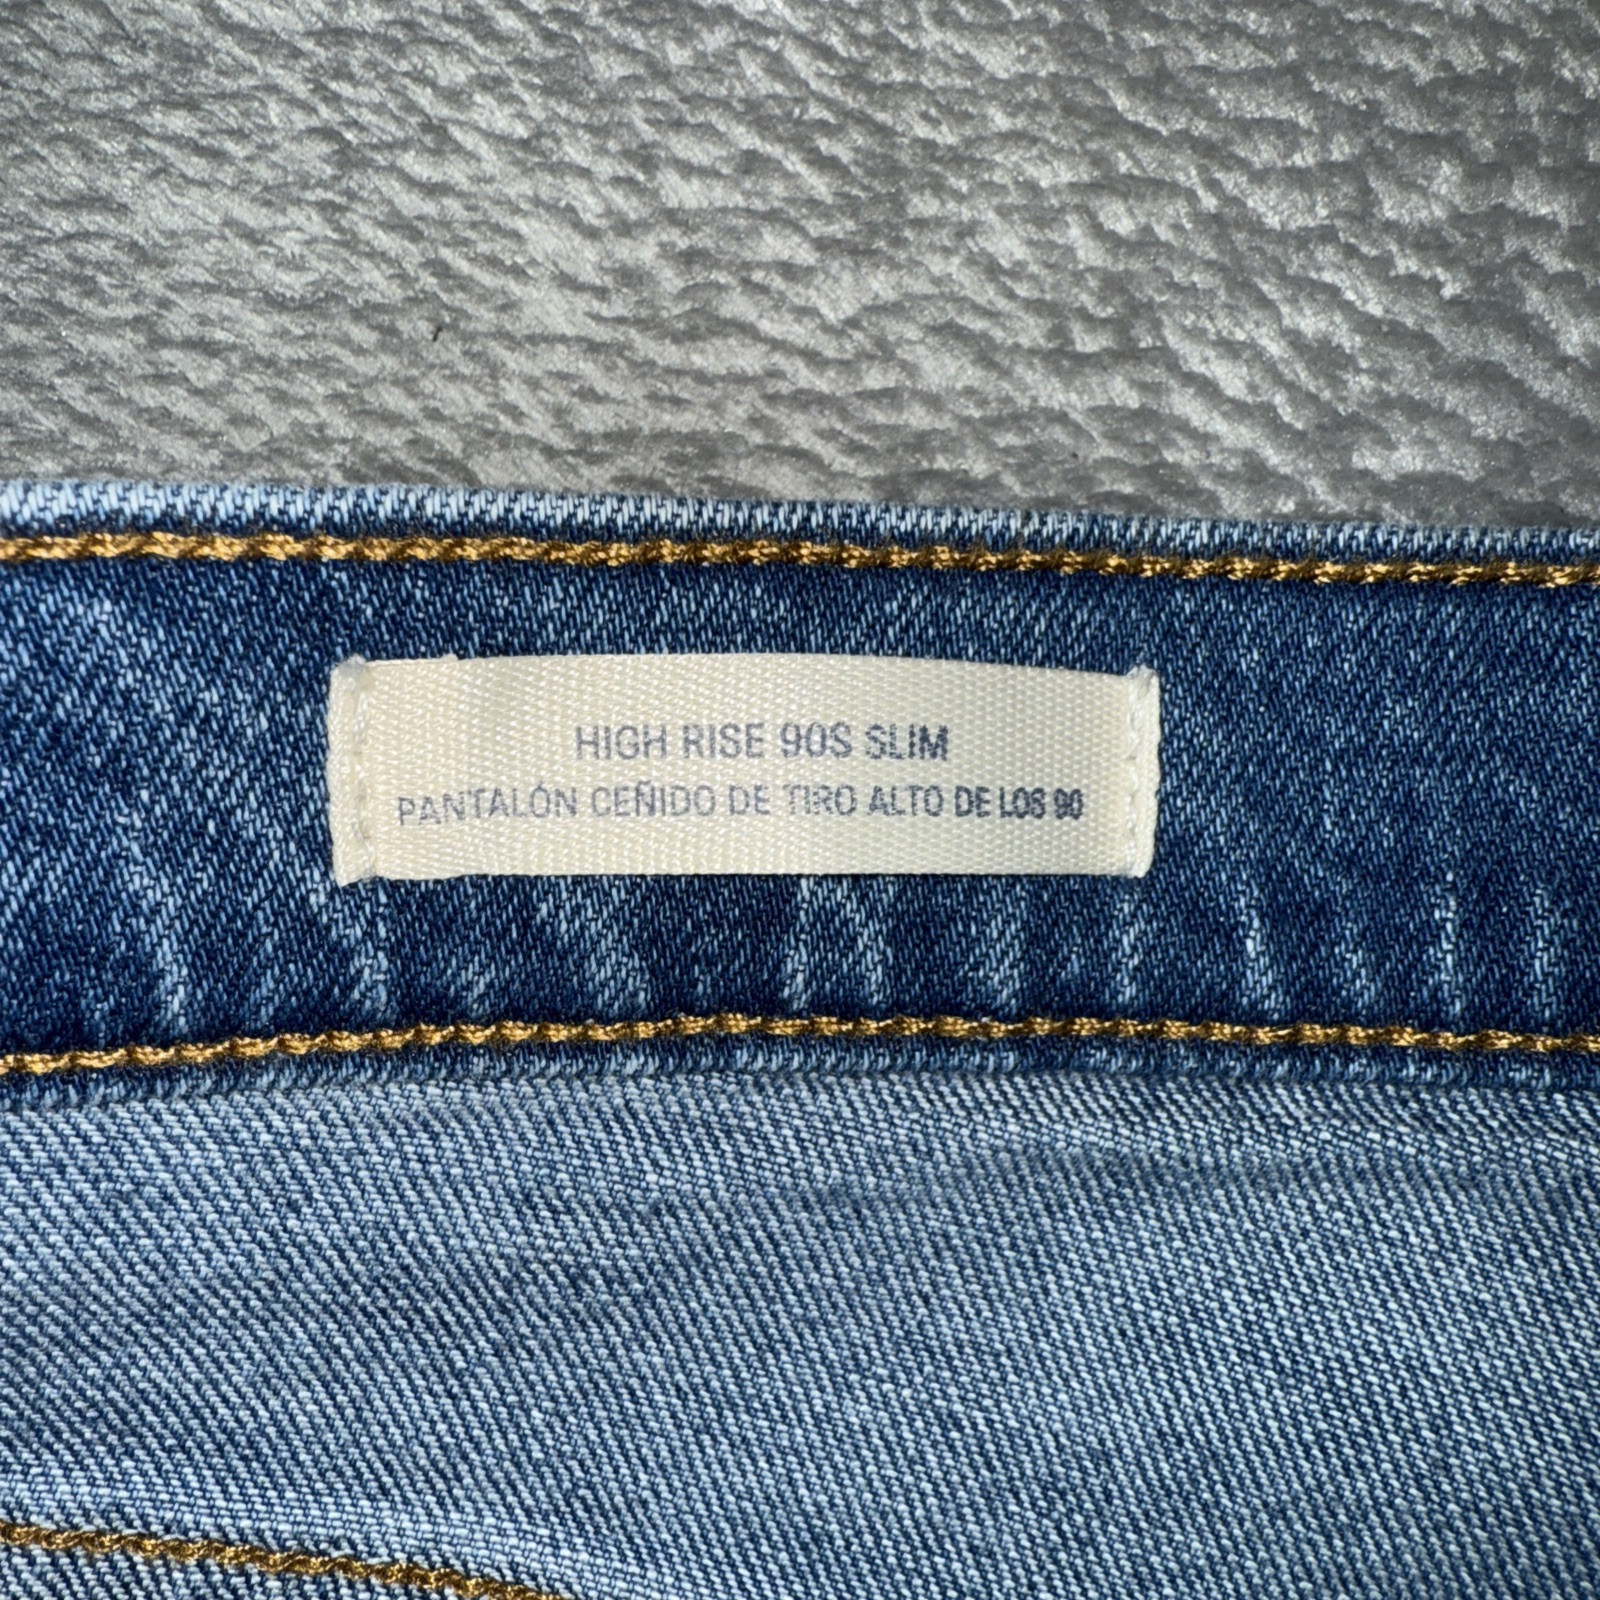 HIGH RISE 90S SLIM
PANTALÓN CEÑIDO DE TIRO ALTO DE LOS 90